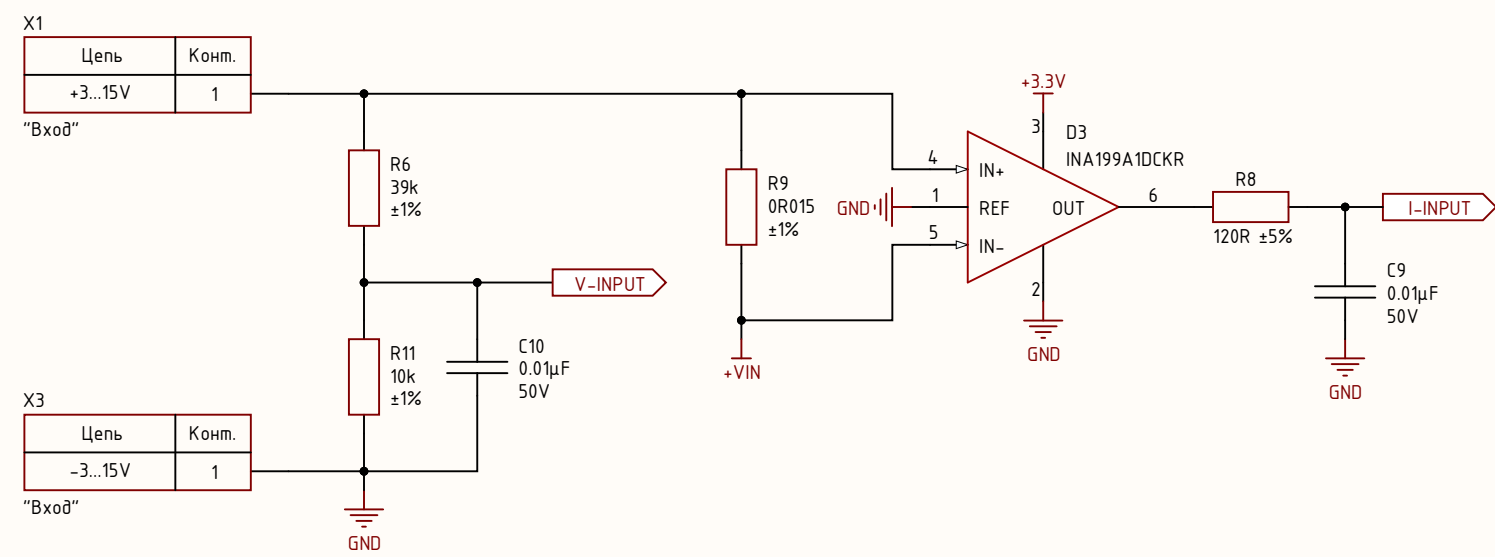 X1
Цепь Конт.
+3...15V 1
"Вход"
R6
39k
±1%
V-INPUT
R11
10k
±1%
C10
0.01µF
50V
X3
Цепь Конт.
-3...15V 1
"Вход"
GND
R9
0R015
±1%
+VIN
+3.3V
3
D3
INA199A1DCKR
4
IN+
GND
1
REF
OUT
6
5
IN-
2
GND
R8
120R ±5%
I-INPUT
C9
0.01µF
50V
GND